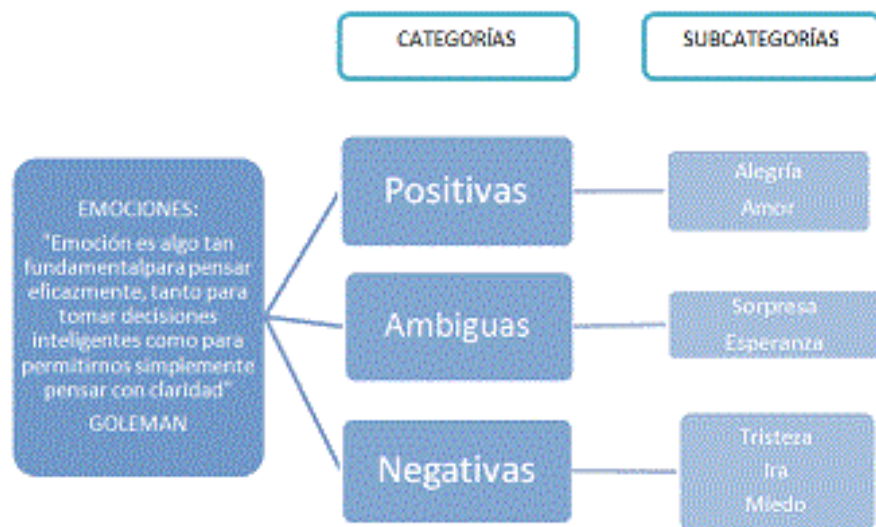 CATEGORÍAS
SUBCATEGORÍAS
EMOCIONES:
"Emoción es algo tan
fundamentalpara pensar
eficazmente, tanto para
tomar decisiones
inteligentes como para
permitirnos simplemente
pensar con claridad"
GOLEMAN
Positivas
Alegría
Amor
Ambiguas
Sorpresa
Esperanza
Negativas
Tristeza
Ira
Miedo